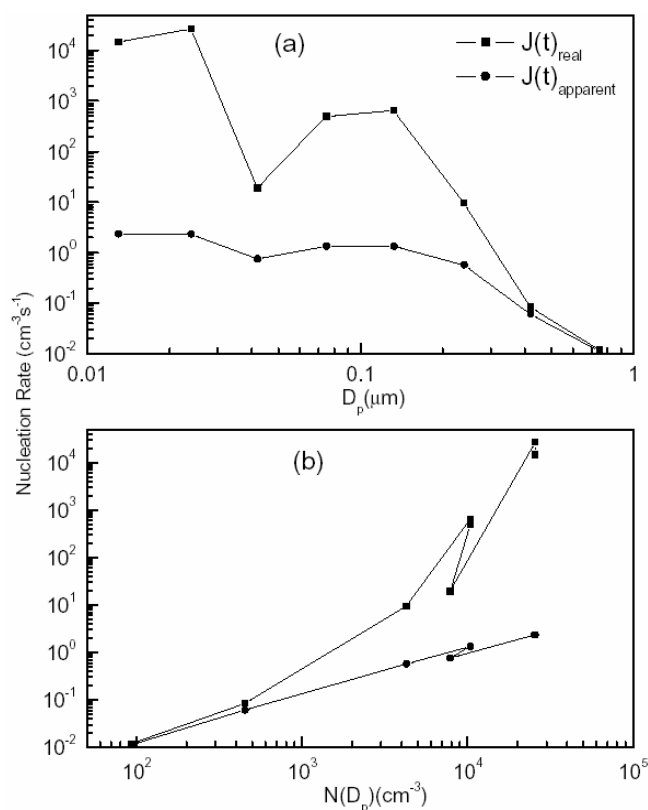 (a)
J(t)real
J(t)apparent
10^4
10^3
10^2
10^1
10^0
10^-1
10^-2
0.01 0.1 1
Dp(μm)
Nucleation Rate (cm^-3s^-1)
(b)
10^4
10^3
10^2
10^1
10^0
10^-1
10^-2
10^2 10^3 10^4 10^5
N(Dp)(cm^-3)